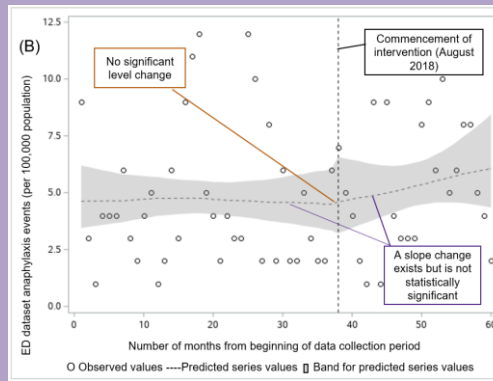 (B)
12.5
10.0
7.5
5.0
2.5
0.0
ED dataset anaphylaxis events (per 100,000 population)
No significant
level change
Commencement of
intervention (August
2018)
A slope change
exists but is not
statistically
significant
0
10
20
30
40
50
60
Number of months from beginning of data collection period
O Observed values ----Predicted series values ▯ Band for predicted series values